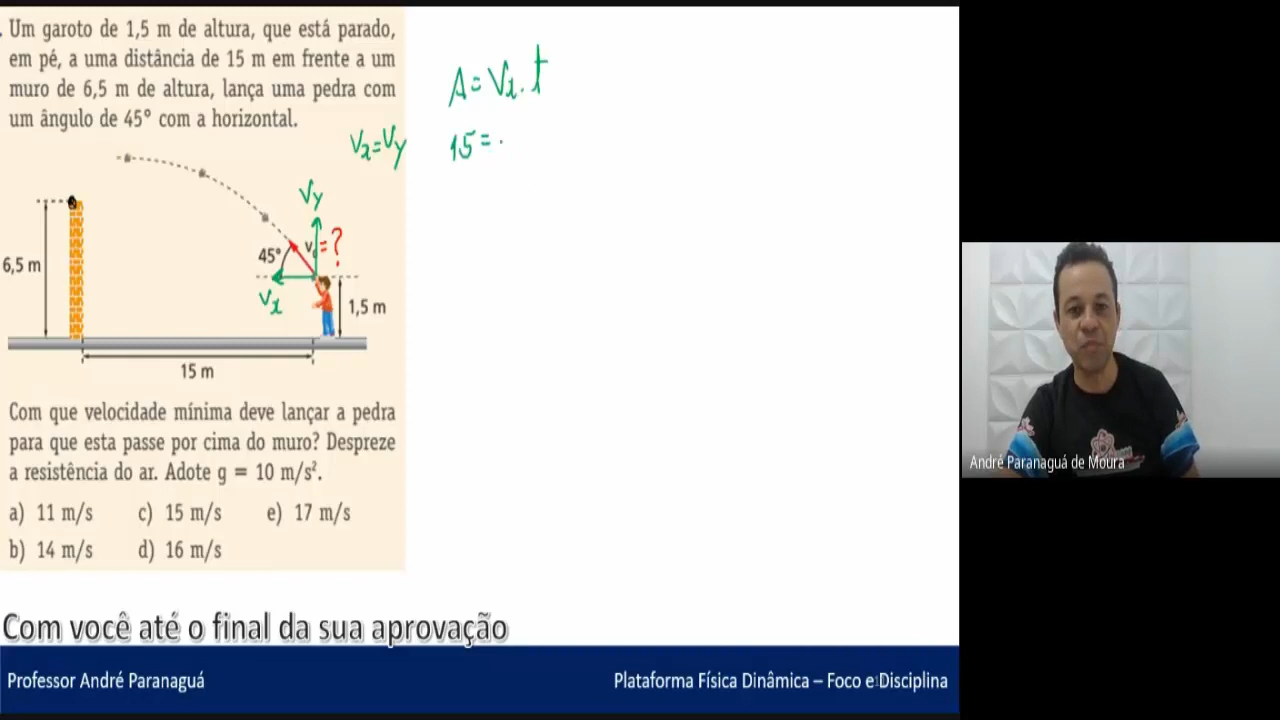 Um garoto de 1,5 m de altura, que está parado,
em pé, a uma distância de 15 m em frente a um
muro de 6,5 m de altura, lança uma pedra com
um ângulo de 45° com a horizontal.
A = Vx . t
Vx = Vy
15 = .
Vy
45°
v₀ = ?
6,5 m
Vx
1,5 m
15 m
Com que velocidade mínima deve lançar a pedra
para que esta passe por cima do muro? Despreze
a resistência do ar. Adote g = 10 m/s².
a) 11 m/s c) 15 m/s e) 17 m/s
b) 14 m/s d) 16 m/s
André Paranaguá de Moura
Com você até o final da sua aprovação
Professor André Paranaguá
Plataforma Física Dinâmica – Foco e Disciplina